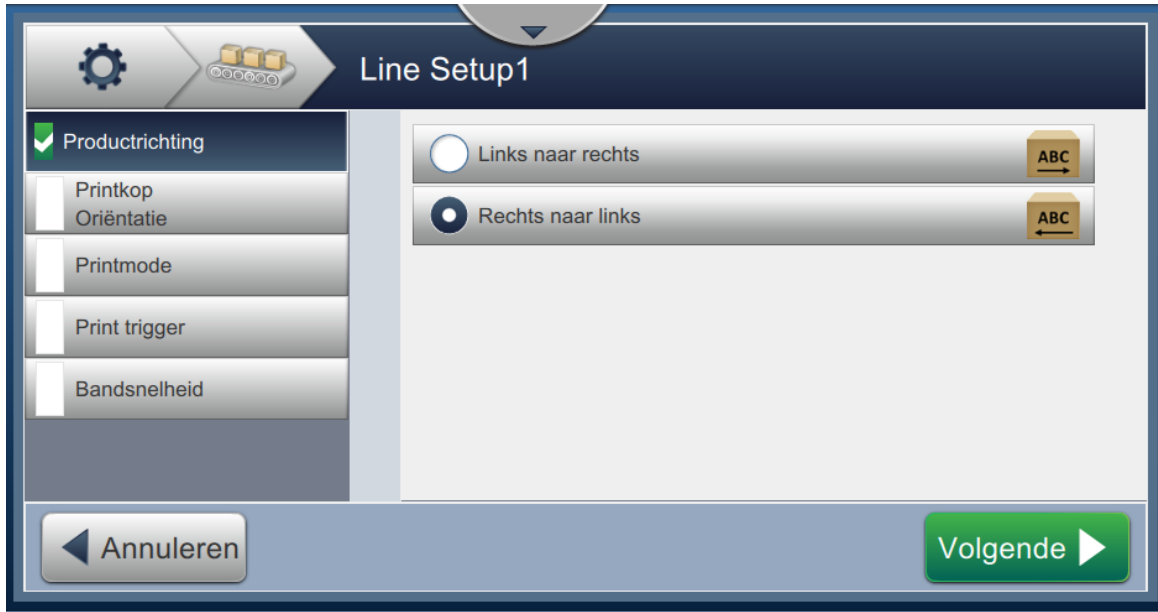 Line Setup1
Productrichting
Printkop
Oriëntatie
Printmode
Print trigger
Bandsnelheid
Links naar rechts
ABC
Rechts naar links
ABC
Annuleren
Volgende